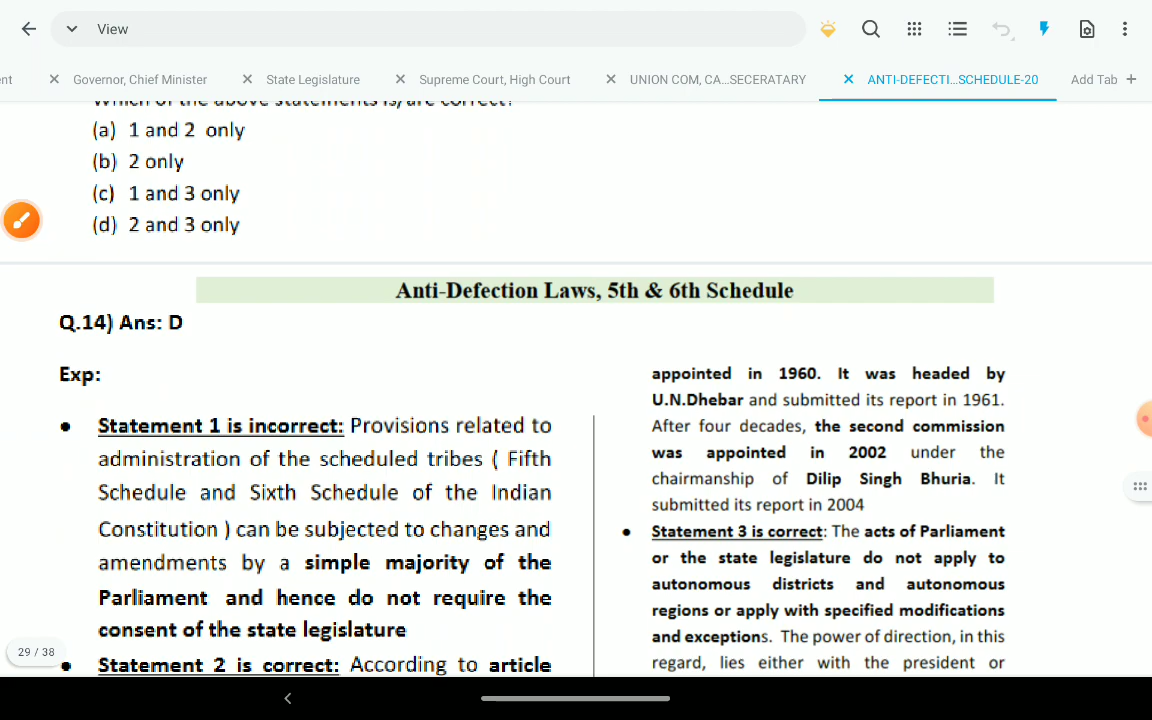 View
nt
Governor, Chief Minister
State Legislature
Supreme Court, High Court
UNION COM, CA...SECERATARY
ANTI-DEFECTI...SCHEDULE-20
Add Tab +
Which of the above statements is/are correct?
(a) 1 and 2 only
(b) 2 only
(c) 1 and 3 only
(d) 2 and 3 only
Anti-Defection Laws, 5th & 6th Schedule
Q.14) Ans: D
Exp:
• Statement 1 is incorrect: Provisions related to
administration of the scheduled tribes ( Fifth
Schedule and Sixth Schedule of the Indian
Constitution ) can be subjected to changes and
amendments by a simple majority of the
Parliament and hence do not require the
consent of the state legislature
• Statement 2 is correct: According to article
appointed in 1960. It was headed by
U.N.Dhebar and submitted its report in 1961.
After four decades, the second commission
was appointed in 2002 under the
chairmanship of Dilip Singh Bhuria. It
submitted its report in 2004
• Statement 3 is correct: The acts of Parliament
or the state legislature do not apply to
autonomous districts and autonomous
regions or apply with specified modifications
and exceptions. The power of direction, in this
regard, lies either with the president or
29 / 38